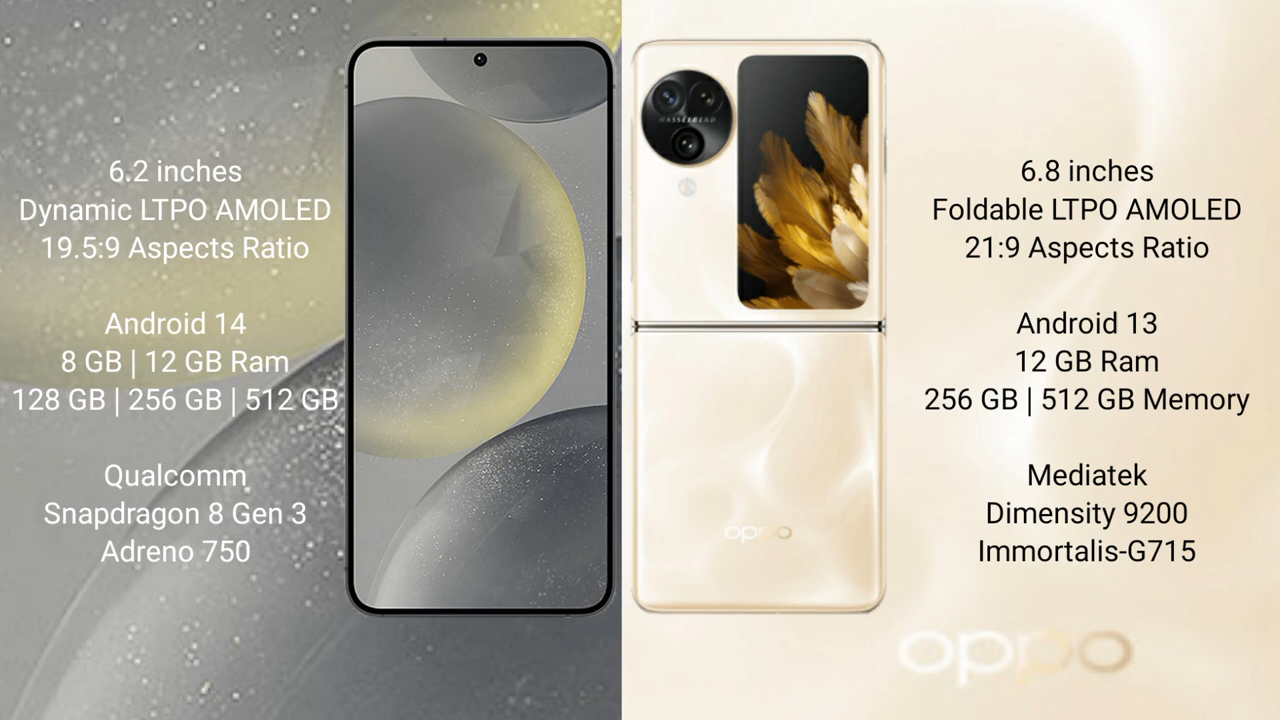 6.2 inches
Dynamic LTPO AMOLED
19.5:9 Aspects Ratio
Android 14
8 GB | 12 GB Ram
128 GB | 256 GB | 512 GB
Qualcomm
Snapdragon 8 Gen 3
Adreno 750
HASSELBLAD
oppo
6.8 inches
Foldable LTPO AMOLED
21:9 Aspects Ratio
Android 13
12 GB Ram
256 GB | 512 GB Memory
Mediatek
Dimensity 9200
Immortalis-G715
oppo